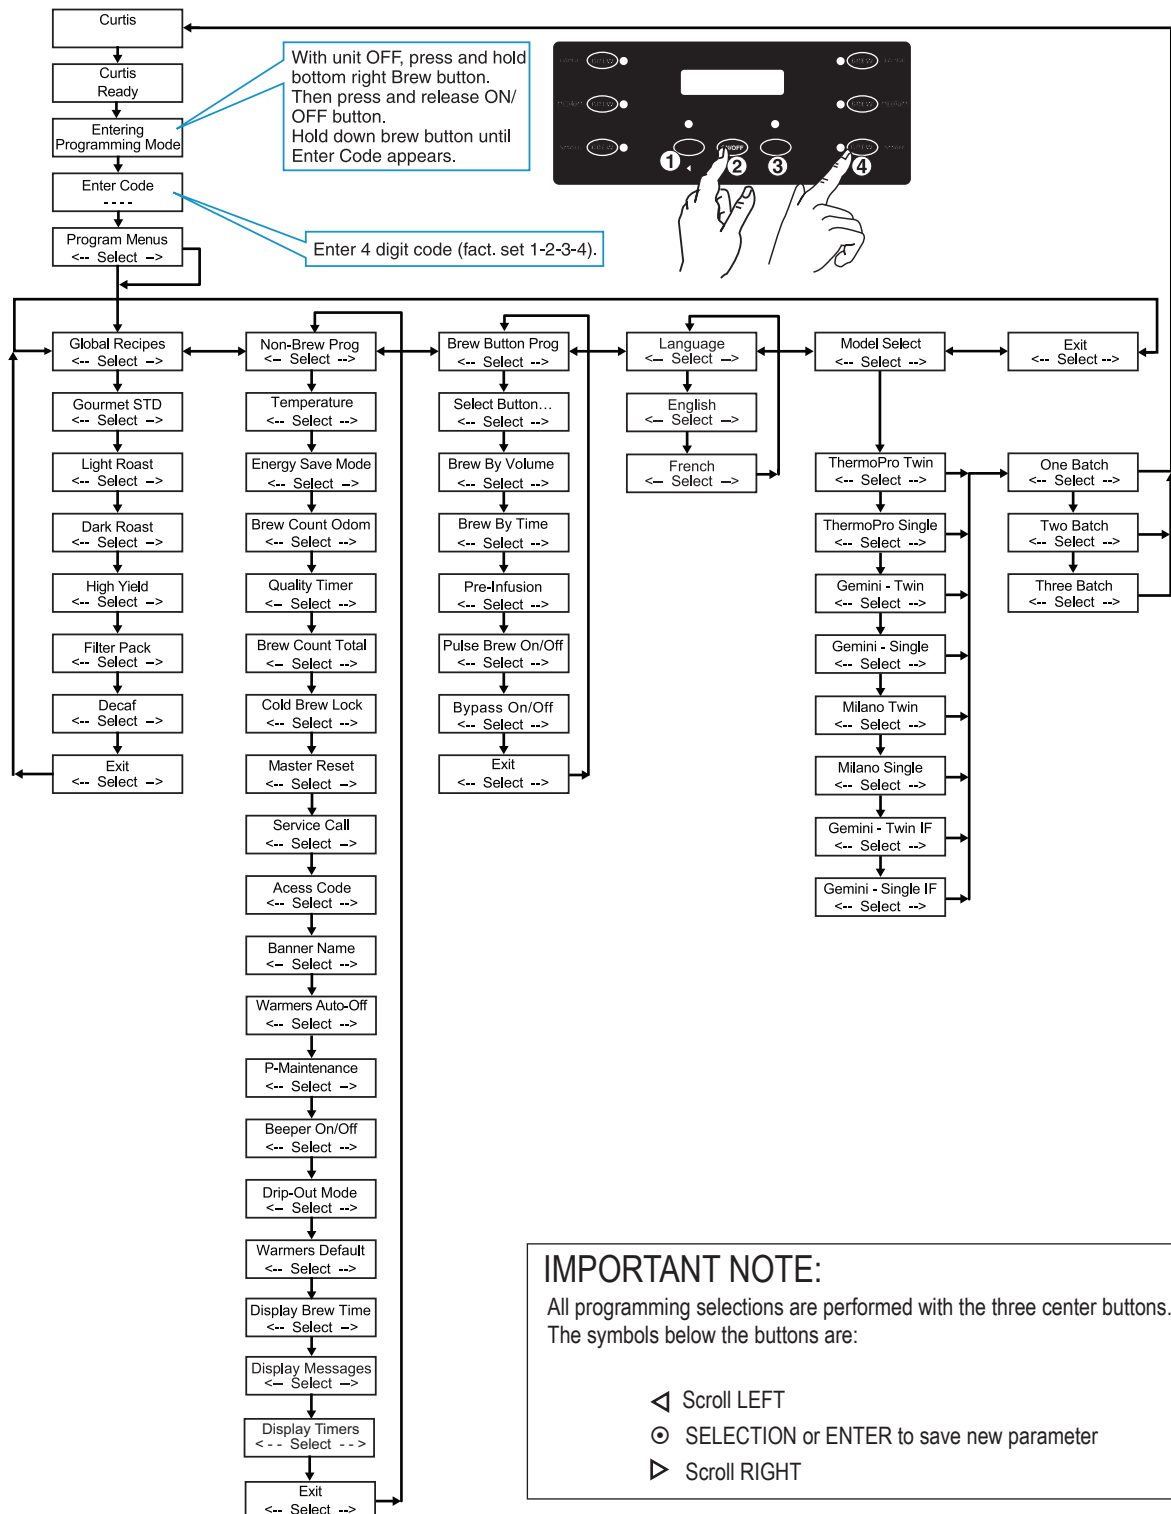 Curtis
Curtis
Ready
Entering
Programming Mode
Enter Code
- - - -
Program Menus
<-- Select -->
With unit OFF, press and hold
bottom right Brew button.
Then press and release ON/
OFF button.
Hold down brew button until
Enter Code appears.
Enter 4 digit code (fact. set 1-2-3-4).
BREW
BREW
BREW
BREW
BREW
BREW
ON/OFF
1
2
3
4
Global Recipes
<-- Select -->
Gourmet STD
<-- Select -->
Light Roast
<-- Select -->
Dark Roast
<-- Select -->
High Yield
<-- Select -->
Filter Pack
<-- Select -->
Decaf
<-- Select -->
Exit
<-- Select -->
Non-Brew Prog
<-- Select -->
Temperature
<-- Select -->
Energy Save Mode
<-- Select -->
Brew Count Odom
<-- Select -->
Quality Timer
<-- Select -->
Brew Count Total
<-- Select -->
Cold Brew Lock
<-- Select -->
Master Reset
<-- Select -->
Service Call
<-- Select -->
Acess Code
<-- Select -->
Banner Name
<-- Select -->
Warmers Auto-Off
<-- Select -->
P-Maintenance
<-- Select -->
Beeper On/Off
<-- Select -->
Drip-Out Mode
<-- Select -->
Warmers Default
<-- Select -->
Display Brew Time
<-- Select -->
Display Messages
<-- Select -->
Display Timers
< - - Select - - >
Exit
<-- Select -->
Brew Button Prog
<-- Select -->
Select Button...
<-- Select -->
Brew By Volume
<-- Select -->
Brew By Time
<-- Select -->
Pre-Infusion
<-- Select -->
Pulse Brew On/Off
<-- Select -->
Bypass On/Off
<-- Select -->
Exit
<-- Select -->
Language
<-- Select -->
English
<-- Select -->
French
<-- Select -->
Model Select
<-- Select -->
ThermoPro Twin
<-- Select -->
ThermoPro Single
<-- Select -->
Gemini - Twin
<-- Select -->
Gemini - Single
<-- Select -->
Milano Twin
<-- Select -->
Milano Single
<-- Select -->
Gemini - Twin IF
<-- Select -->
Gemini - Single IF
<-- Select -->
Exit
<-- Select -->
One Batch
<-- Select -->
Two Batch
<-- Select -->
Three Batch
<-- Select -->
IMPORTANT NOTE:
All programming selections are performed with the three center buttons.
The symbols below the buttons are:
Scroll LEFT
SELECTION or ENTER to save new parameter
Scroll RIGHT